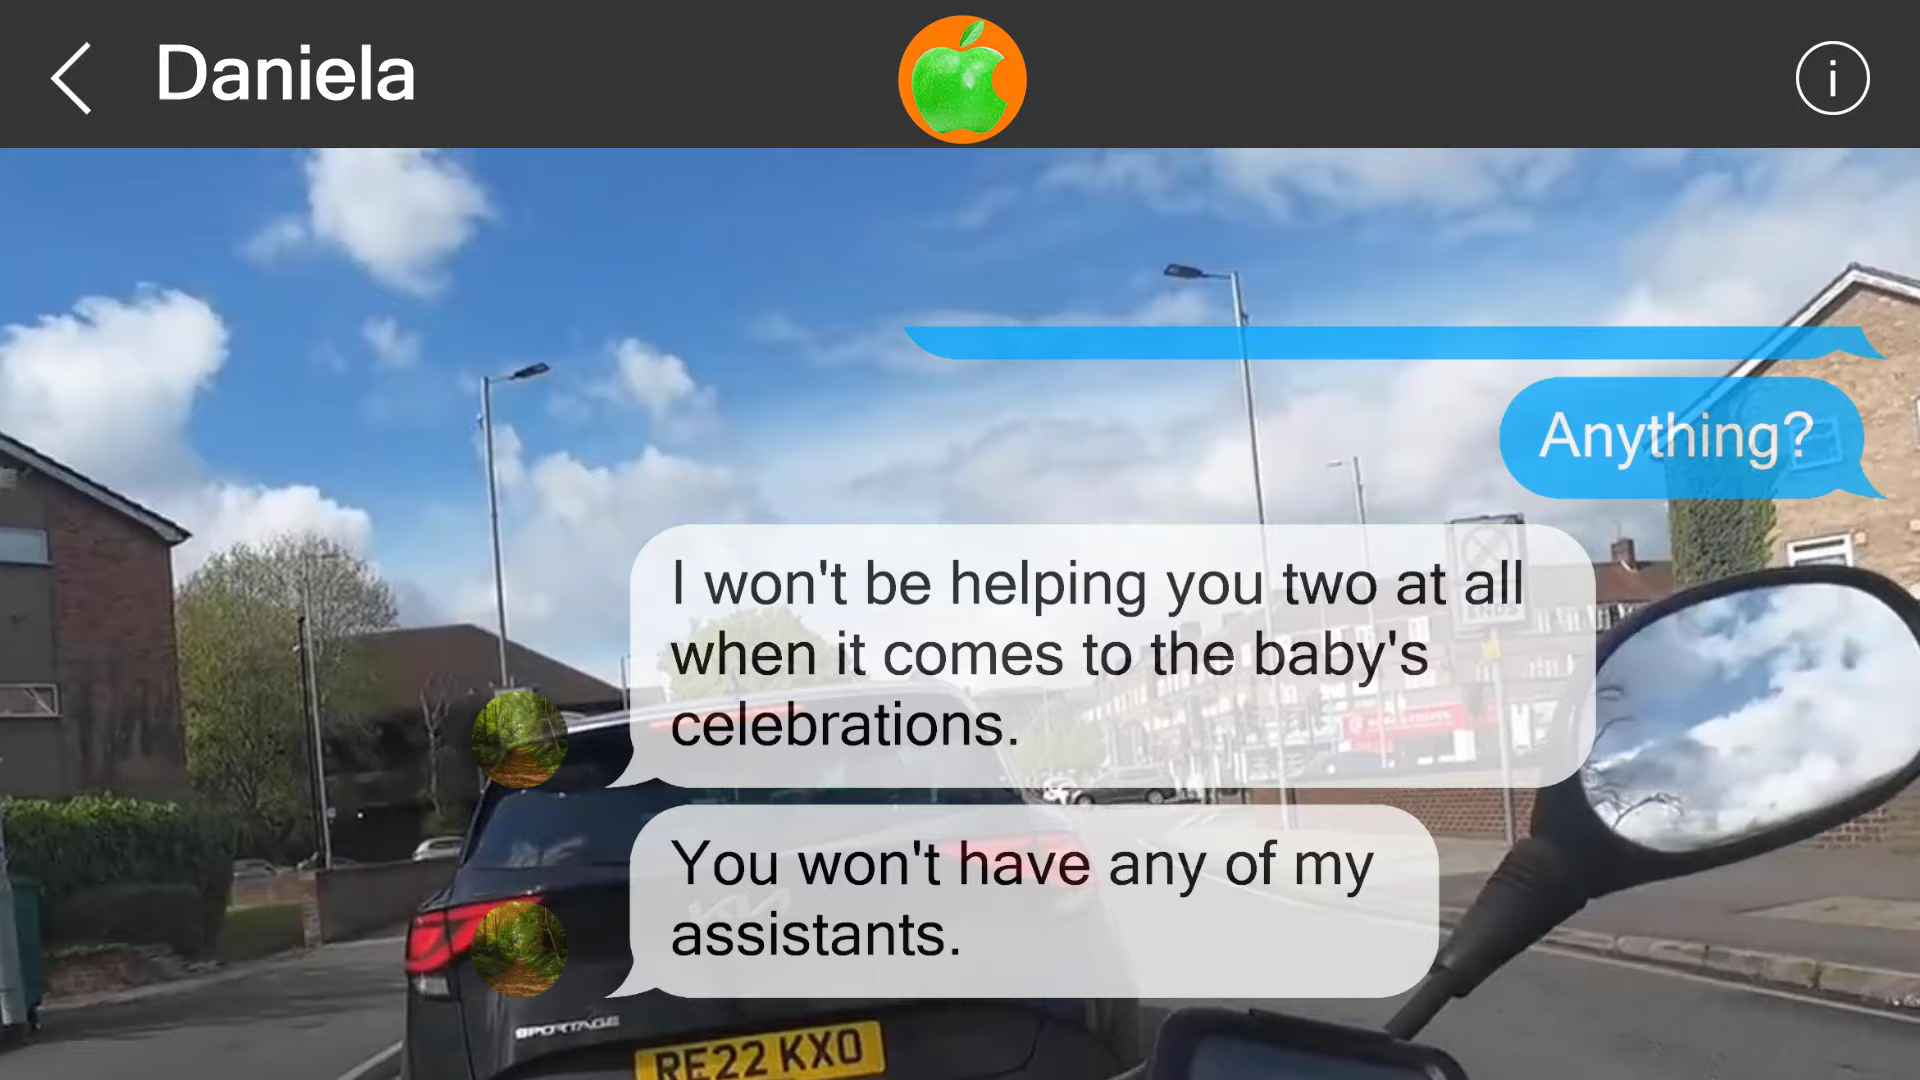 Daniela
i
Anything?
I won't be helping you two at all
when it comes to the baby's
celebrations.
You won't have any of my
assistants.
SPORTAGE
RE22 KXO